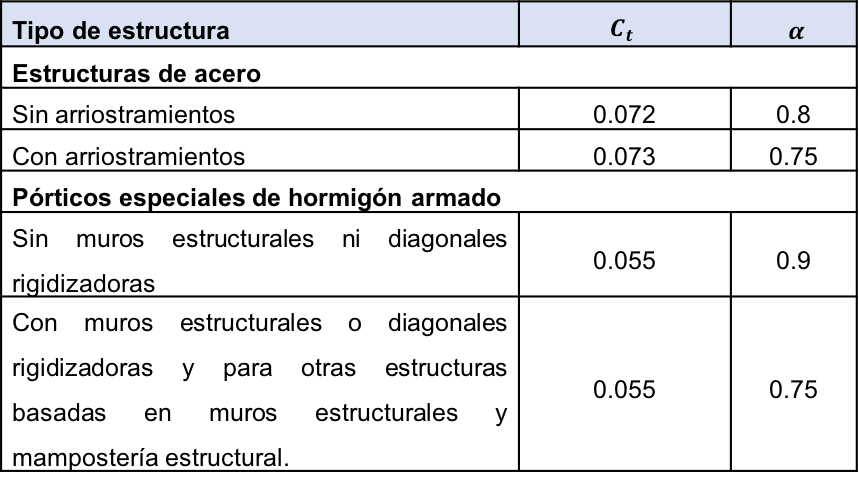 Tipo de estructura C_t α
Estructuras de acero
Sin arriostramientos 0.072 0.8
Con arriostramientos 0.073 0.75
Pórticos especiales de hormigón armado
Sin muros estructurales ni diagonales
rigidizadoras
0.055 0.9
Con muros estructurales o diagonales
rigidizadoras y para otras estructuras
basadas en muros estructurales y
mampostería estructural.
0.055 0.75